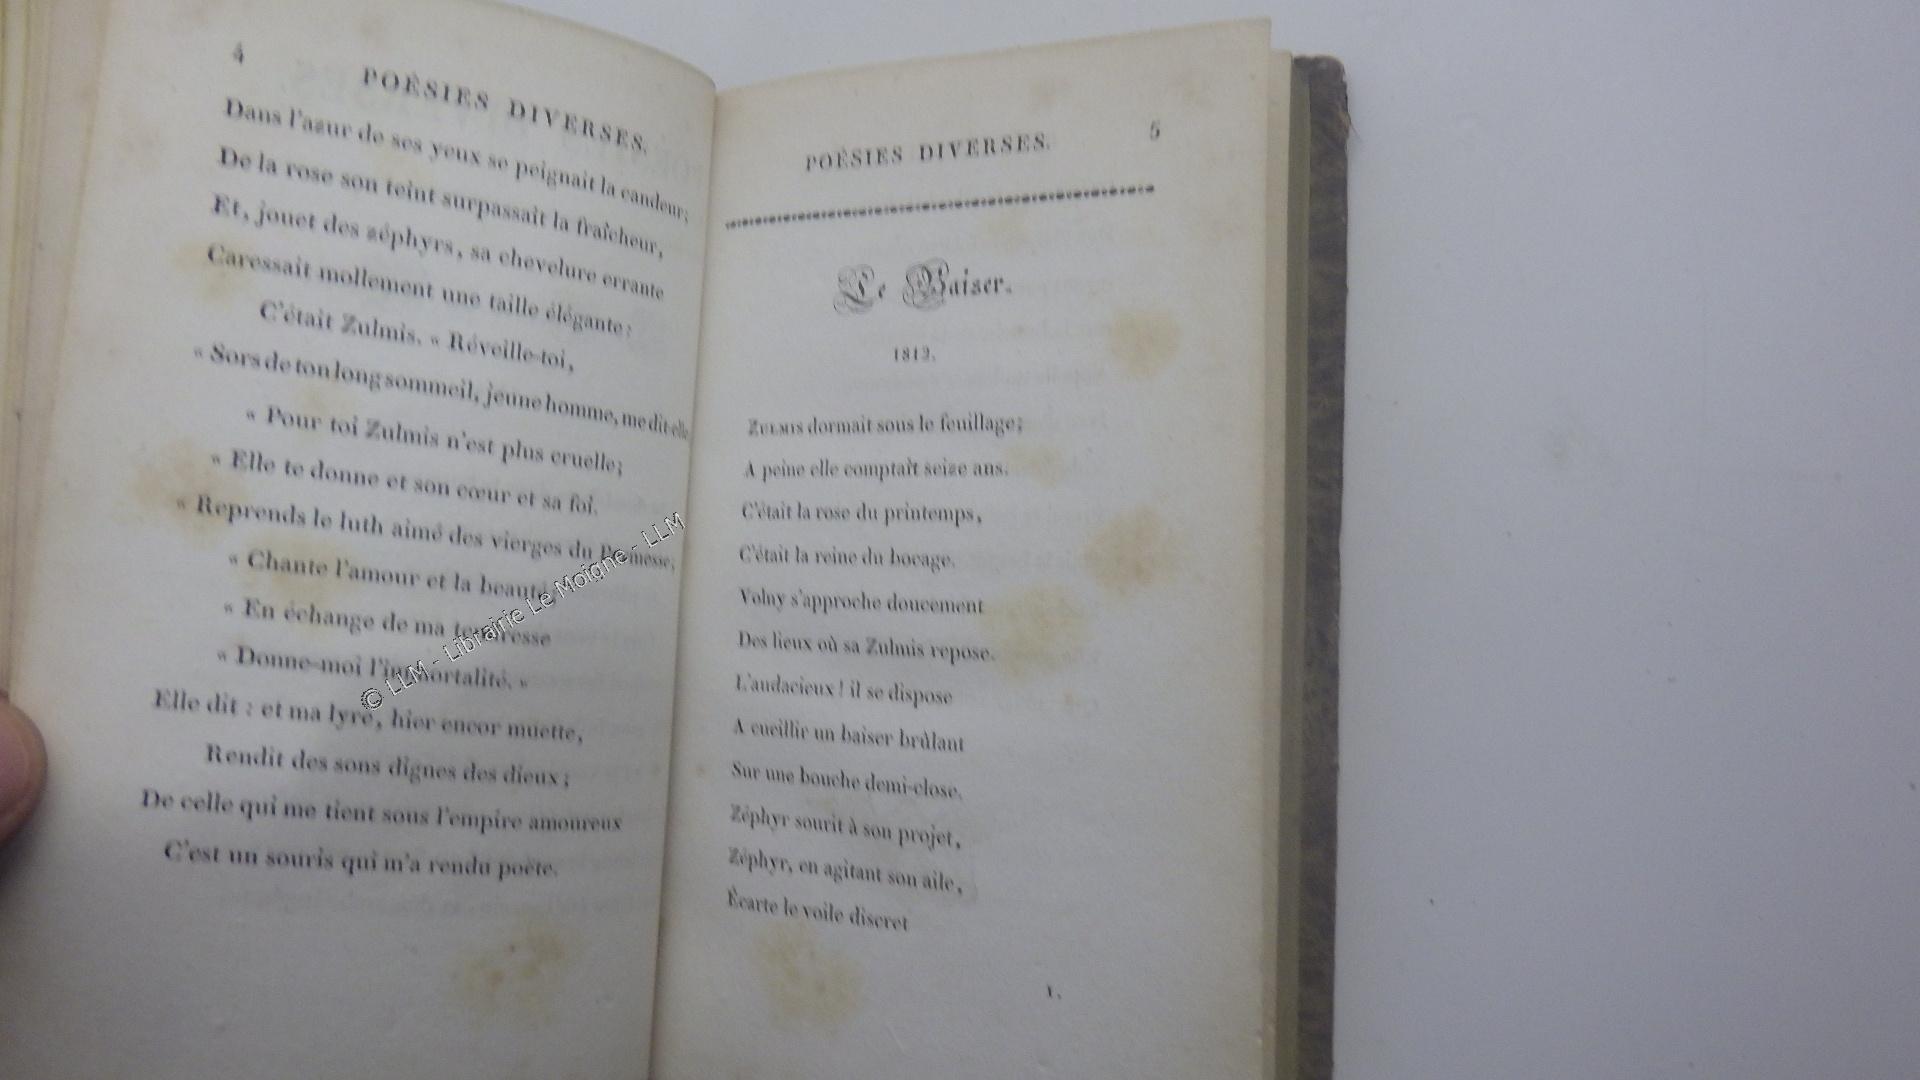 4
POÉSIES DIVERSES.
Dans l'azur de ses yeux se peignait la candeur;
De la rose son teint surpassait la fraîcheur,
Et, jouet des zéphyrs, sa chevelure errante
Caressait mollement une taille élégante:
C'était Zulmis. « Réveille-toi,
« Sors de ton long sommeil, jeune homme, me dit-elle
« Pour toi Zulmis n'est plus cruelle;
« Elle te donne et son cœur et sa foi.
« Reprends le luth aimé des vierges du Permesse;
« Chante l'amour et la beauté
« En échange de ma tendresse
« Donne-moi l'immortalité. »
Elle dit : et ma lyre, hier encor muette,
Rendit des sons dignes des dieux;
De celle qui me tient sous l'empire amoureux
C'est un souris qui m'a rendu poète.
© LLM - Librairie Le Moigne - LLM
POÉSIES DIVERSES.
5
Le Baiser.
1812.
ZULMIS dormait sous le feuillage;
A peine elle comptait seize ans.
C'était la rose du printemps,
C'était la reine du bocage.
Volny s'approche doucement
Des lieux où sa Zulmis repose.
L'audacieux! il se dispose
A cueillir un baiser brûlant
Sur une bouche demi-close.
Zéphyr sourit à son projet,
Zéphyr, en agitant son aile,
Écarte le voile discret
1.